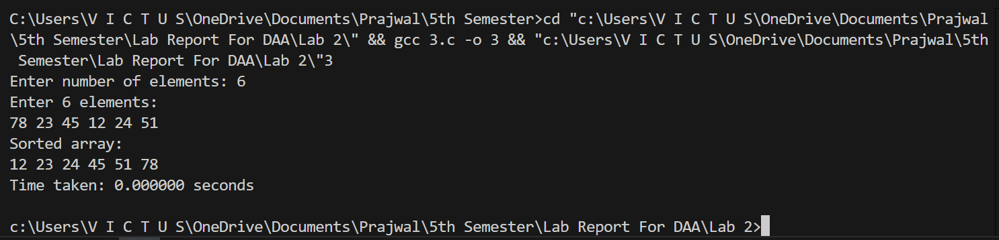 C:\Users\V I C T U S\OneDrive\Documents\Prajwal\5th Semester>cd "c:\Users\V I C T U S\OneDrive\Documents\Prajwal
\5th Semester\Lab Report For DAA\Lab 2\" && gcc 3.c -o 3 && "c:\Users\V I C T U S\OneDrive\Documents\Prajwal\5th
 Semester\Lab Report For DAA\Lab 2\"3
Enter number of elements: 6
Enter 6 elements:
78 23 45 12 24 51
Sorted array:
12 23 24 45 51 78
Time taken: 0.000000 seconds
c:\Users\V I C T U S\OneDrive\Documents\Prajwal\5th Semester\Lab Report For DAA\Lab 2>